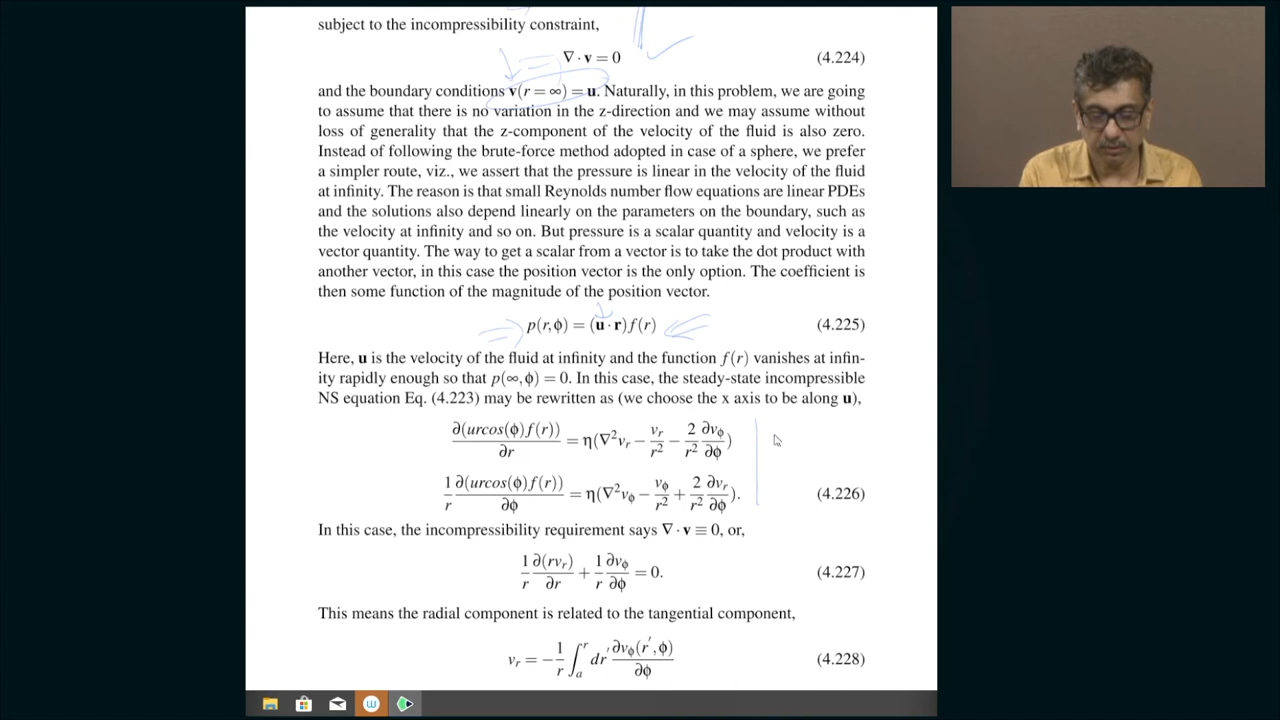 subject to the incompressibility constraint,
∇ · v = 0 (4.224)
and the boundary conditions v(r = ∞) = u. Naturally, in this problem, we are going
to assume that there is no variation in the z-direction and we may assume without
loss of generality that the z-component of the velocity of the fluid is also zero.
Instead of following the brute-force method adopted in case of a sphere, we prefer
a simpler route, viz., we assert that the pressure is linear in the velocity of the fluid
at infinity. The reason is that small Reynolds number flow equations are linear PDEs
and the solutions also depend linearly on the parameters on the boundary, such as
the velocity at infinity and so on. But pressure is a scalar quantity and velocity is a
vector quantity. The way to get a scalar from a vector is to take the dot product with
another vector, in this case the position vector is the only option. The coefficient is
then some function of the magnitude of the position vector.
p(r, ϕ) = (u · r) f(r) (4.225)
Here, u is the velocity of the fluid at infinity and the function f(r) vanishes at infin-
ity rapidly enough so that p(∞, ϕ) = 0. In this case, the steady-state incompressible
NS equation Eq. (4.223) may be rewritten as (we choose the x axis to be along u),
∂(urcos(ϕ)f(r))/∂r = η(∇²v_r − v_r/r² − 2/r² ∂v_ϕ/∂ϕ)
1/r ∂(urcos(ϕ)f(r))/∂ϕ = η(∇²v_ϕ − v_ϕ/r² + 2/r² ∂v_r/∂ϕ). (4.226)
In this case, the incompressibility requirement says ∇ · v ≡ 0, or,
1/r ∂(rv_r)/∂r + 1/r ∂v_ϕ/∂ϕ = 0. (4.227)
This means the radial component is related to the tangential component,
v_r = − 1/r ∫_a^r dr′ ∂v_ϕ(r′, ϕ)/∂ϕ (4.228)